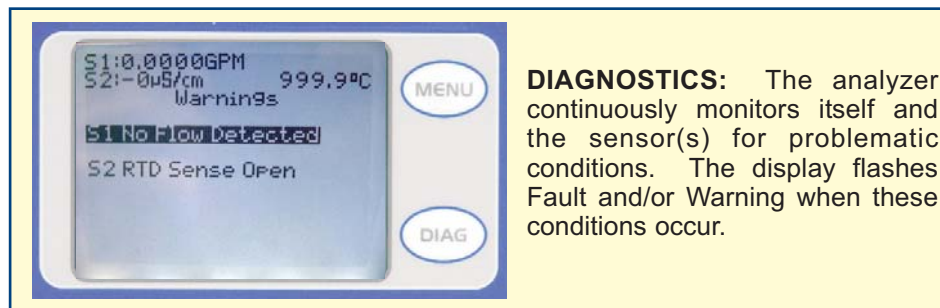 S1:0.0000GPM
S2:-0µS/cm 999.9ºC
Warnings
S1 No Flow Detected
S2 RTD Sense Open
MENU
DIAG
DIAGNOSTICS: The analyzer
continuously monitors itself and
the sensor(s) for problematic
conditions. The display flashes
Fault and/or Warning when these
conditions occur.